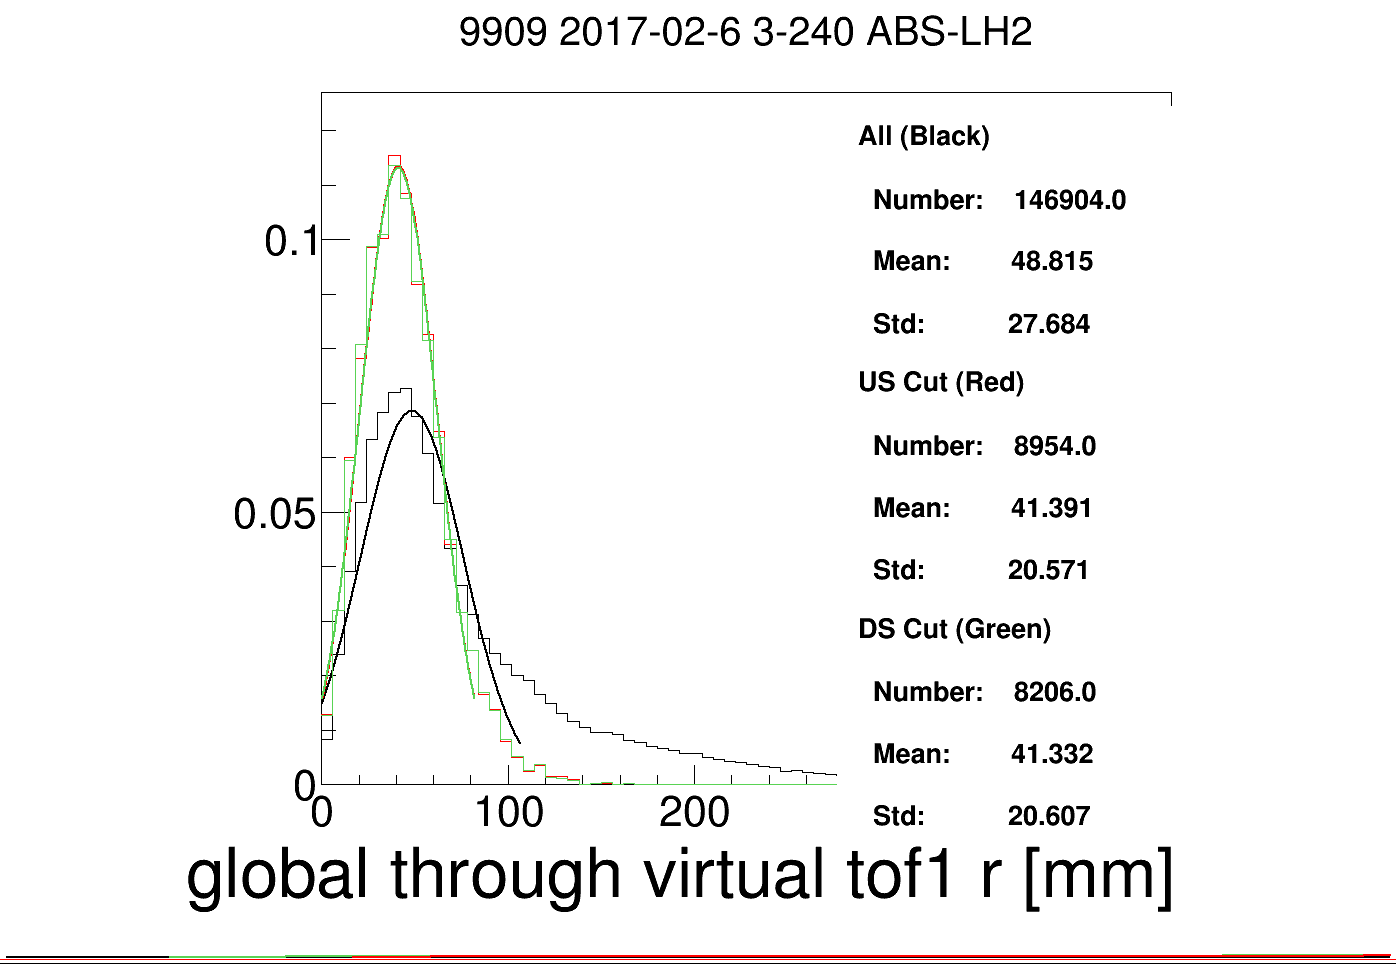 9909 2017-02-6 3-240 ABS-LH2
All (Black)
Number: 146904.0
Mean: 48.815
Std: 27.684
US Cut (Red)
Number: 8954.0
Mean: 41.391
Std: 20.571
DS Cut (Green)
Number: 8206.0
Mean: 41.332
Std: 20.607
0.1
0.05
0
0 100 200
global through virtual tof1 r [mm]